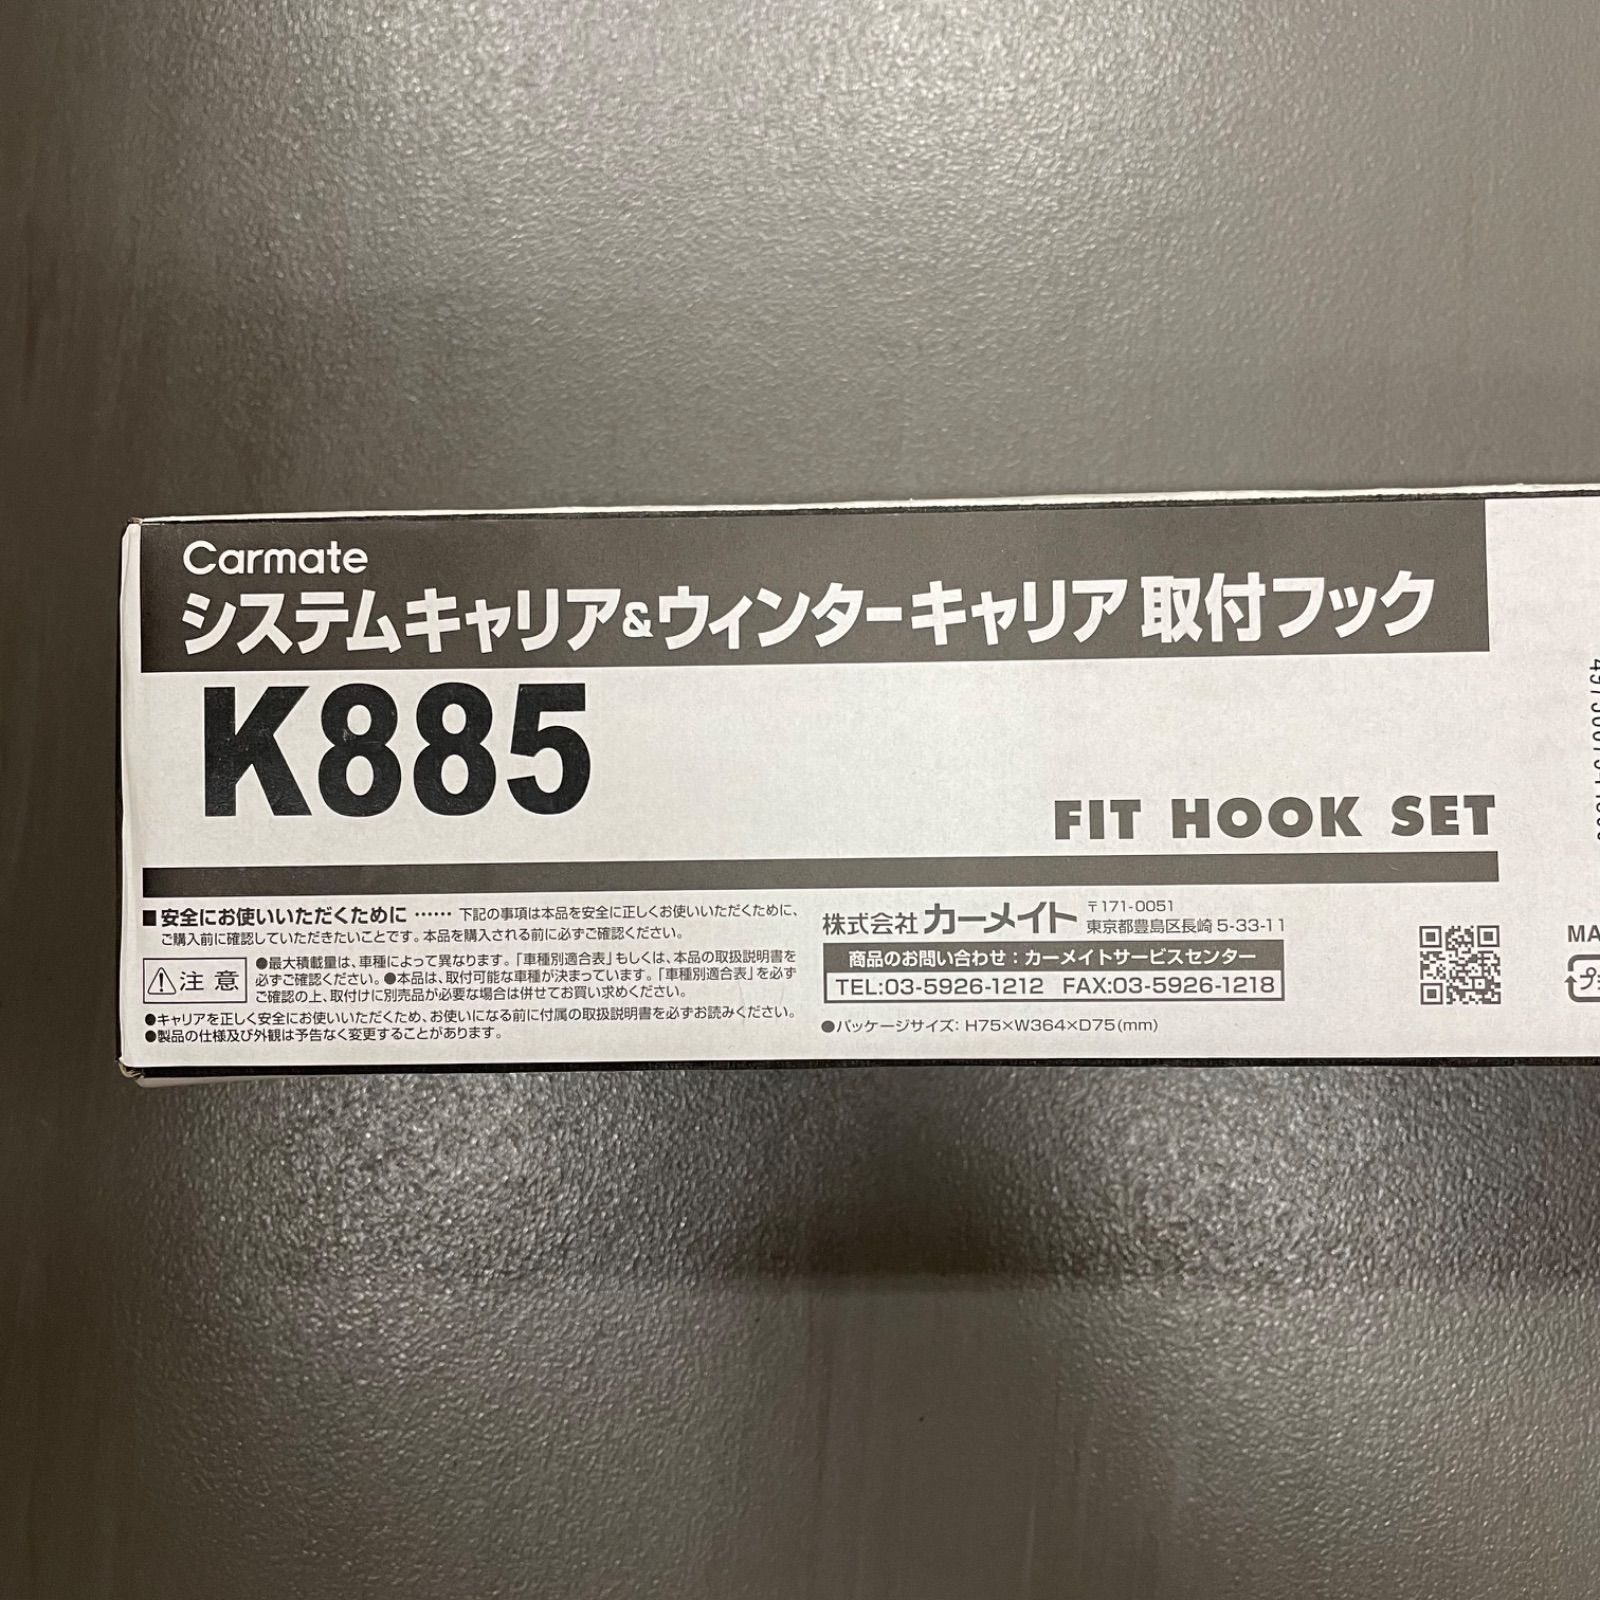 Carmate
システムキャリア&ウィンターキャリア 取付フック
K885
FIT HOOK SET
■安全にお使いいただくために …… 下記の事項は本品を安全に正しくお使いいただくために、
ご購入前に確認していただきたいことです。本品を購入される前に必ずご確認ください。
注意
●最大積載量は、車種によって異なります。「車種別適合表」もしくは、本品の取扱説明書を
必ずご確認ください。●本品は、取付可能な車種が決まっています。「車種別適合表」を必ず
ご確認の上、取付けに別売品が必要な場合は併せてお買い求めください。
●キャリアを正しく安全にお使いいただくため、お使いになる前に付属の取扱説明書を必ずお読みください。
●製品の仕様及び外観は予告なく変更することがあります。
株式会社 カーメイト
〒171-0051
東京都豊島区長崎 5-33-11
商品のお問い合わせ：カーメイトサービスセンター
TEL:03-5926-1212 FAX:03-5926-1218
●パッケージサイズ：H75×W364×D75(mm)
MA
プ